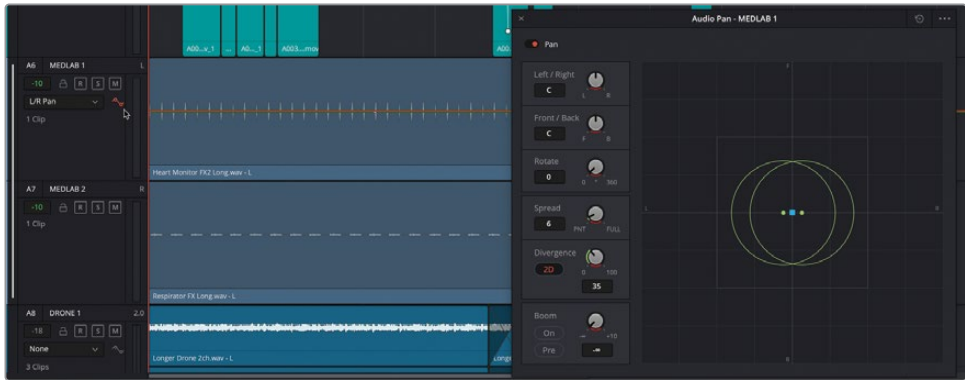 A00...v_1
...
A0..._1
A003....mov
A00
A6 MEDLAB 1 L
-10 R S M
L/R Pan
1 Clip
Heart Monitor FX2 Long.wav - L
A7 MEDLAB 2 R
-10 R S M
1 Clip
Respirator FX Long.wav - L
A8 DRONE 1 2.0
-18 R S M
None
3 Clips
Longer Drone 2ch.wav - L
Longe
Audio Pan - MEDLAB 1
Pan
Left / Right
C
L R
Front / Back
C
F B
Rotate
0
0 360
Spread
6
PNT FULL
Divergence
2D
0 100
35
Boom
On
-∞ +10
Pre
-∞
F
L
R
B